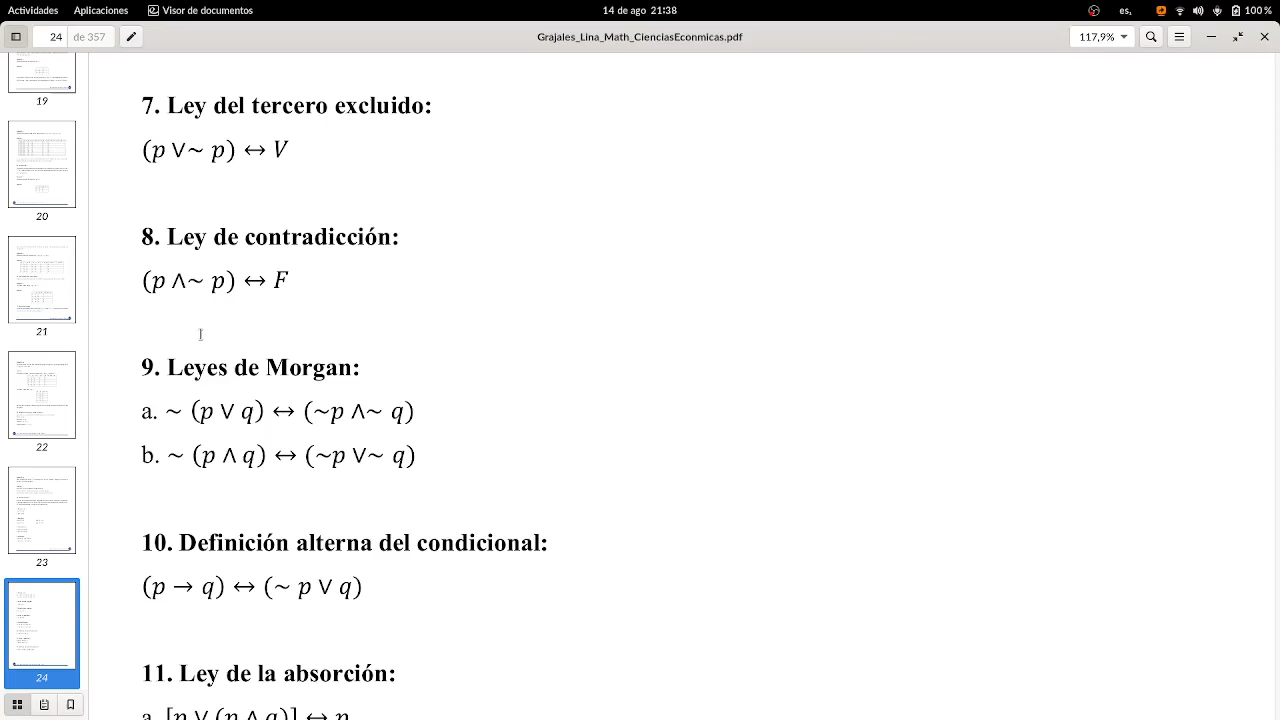 Actividades Aplicaciones Visor de documentos 14 de ago 21:38 es, 100 %
24 de 357 Grajales_Lina_Math_CienciasEconmicas.pdf 117,9%
19
20
21
22
23
24
7. Ley del tercero excluido:
(p ∨∼ p) ↔ V
8. Ley de contradicción:
(p ∧∼ p) ↔ F
9. Leyes de Morgan:
a. ∼ (p ∨ q) ↔ (∼p ∧∼ q)
b. ∼ (p ∧ q) ↔ (∼p ∨∼ q)
10. Definición alterna del condicional:
(p → q) ↔ (∼ p ∨ q)
11. Ley de la absorción:
a. [p ∨ (p ∧ q)] ↔ p